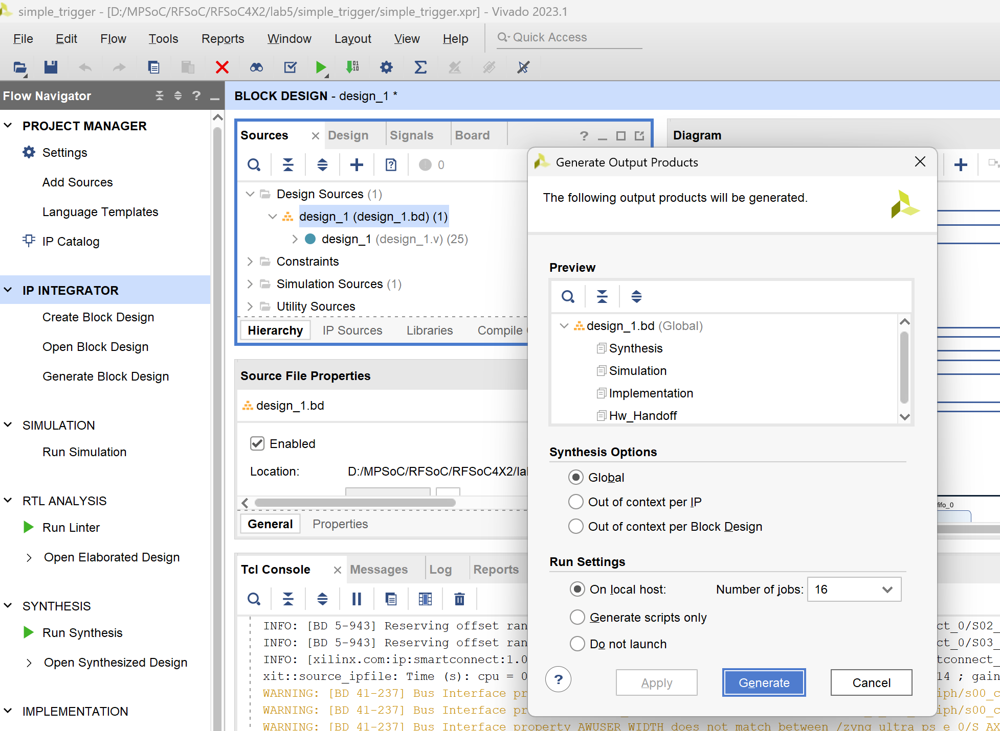 simple_trigger - [D:/MPSoC/RFSoC/RFSoC4X2/lab5/simple_trigger/simple_trigger.xpr] - Vivado 2023.1
File Edit Flow Tools Reports Window Layout View Help Quick Access
Flow Navigator
PROJECT MANAGER
Settings
Add Sources
Language Templates
IP Catalog
IP INTEGRATOR
Create Block Design
Open Block Design
Generate Block Design
SIMULATION
Run Simulation
RTL ANALYSIS
Run Linter
Open Elaborated Design
SYNTHESIS
Run Synthesis
Open Synthesized Design
IMPLEMENTATION
BLOCK DESIGN - design_1 *
Sources Design Signals Board
0
Design Sources (1)
design_1 (design_1.bd) (1)
design_1 (design_1.v) (25)
Constraints
Simulation Sources (1)
Utility Sources
Hierarchy IP Sources Libraries Compile
Source File Properties
design_1.bd
Enabled
Location: D:/MPSoC/RFSoC/RFSoC4X2/la
General Properties
Tcl Console Messages Log Reports
INFO: [BD 5-943] Reserving offset ran
INFO: [BD 5-943] Reserving offset ran
INFO: [xilinx.com:ip:smartconnect:1.0
xit::source_ipfile: Time (s): cpu = 0
WARNING: [BD 41-237] Bus Interface pr
WARNING: [BD 41-237] Bus Interface pr
WARNING: [BD 41-237] Bus Interface property AWUSER_WIDTH does not match between /zynq_ultra_ps_e_0/S_AX
Diagram
fifo_0
ct_0/S02_
ct_0/S03_
tconnect_
14 ; gain
iph/s00_c
iph/s00_c
Generate Output Products
The following output products will be generated.
Preview
design_1.bd (Global)
Synthesis
Simulation
Implementation
Hw_Handoff
Synthesis Options
Global
Out of context per IP
Out of context per Block Design
Run Settings
On local host: Number of jobs: 16
Generate scripts only
Do not launch
Apply Generate Cancel